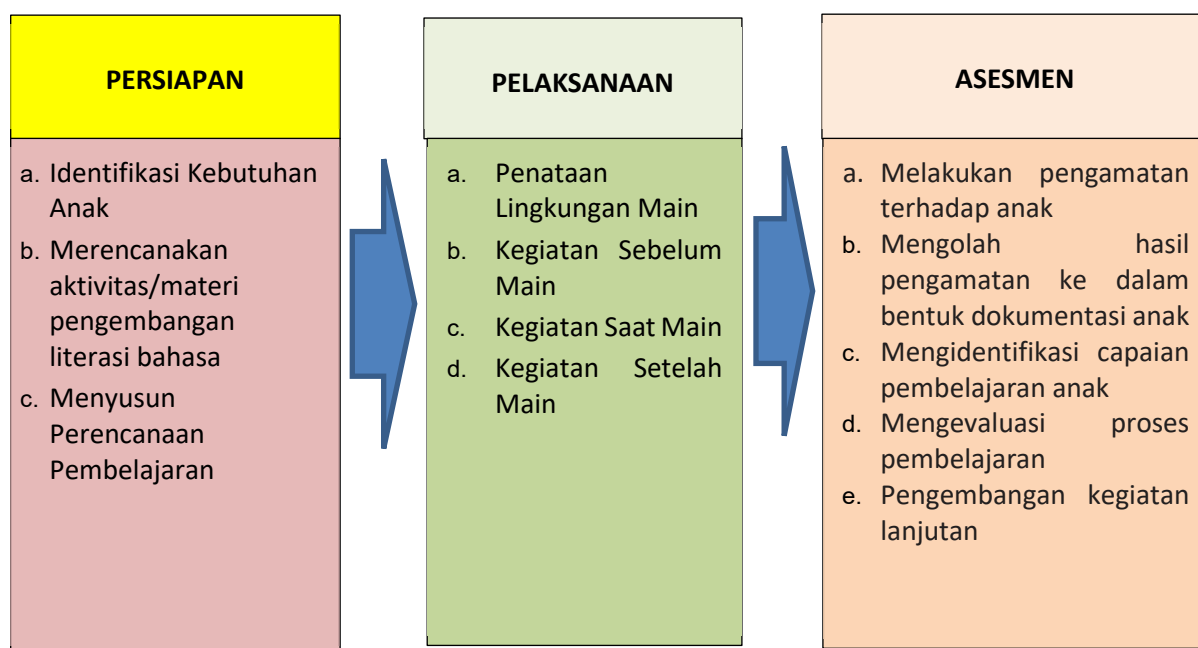 PERSIAPAN
a. Identifikasi Kebutuhan
Anak
b. Merencanakan
aktivitas/materi
pengembangan
literasi bahasa
c. Menyusun
Perencanaan
Pembelajaran
PELAKSANAAN
a. Penataan
Lingkungan Main
b. Kegiatan Sebelum
Main
c. Kegiatan Saat Main
d. Kegiatan Setelah
Main
ASESMEN
a. Melakukan pengamatan
terhadap anak
b. Mengolah hasil
pengamatan ke dalam
bentuk dokumentasi anak
c. Mengidentifikasi capaian
pembelajaran anak
d. Mengevaluasi proses
pembelajaran
e. Pengembangan kegiatan
lanjutan